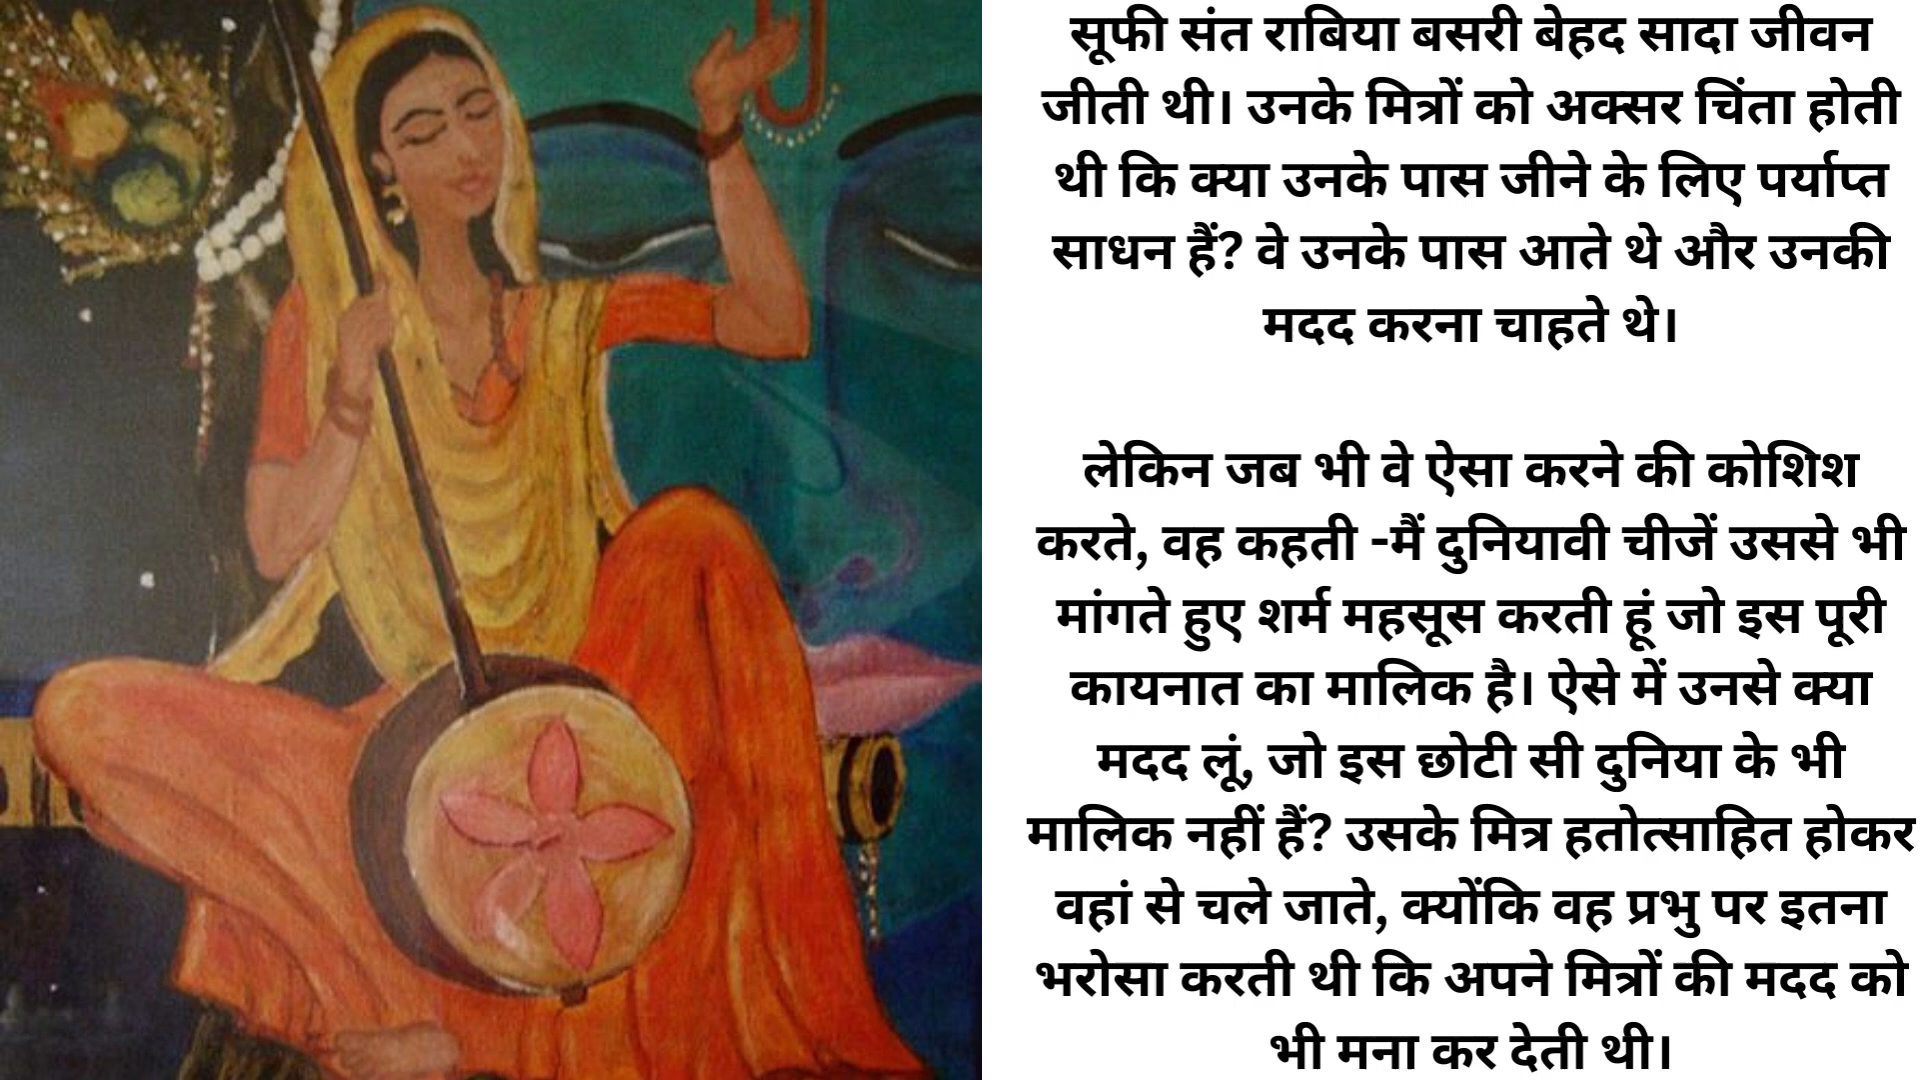 सूफी संत राबिया बसरी बेहद सादा जीवन
जीती थी। उनके मित्रों को अक्सर चिंता होती
थी कि क्या उनके पास जीने के लिए पर्याप्त
साधन हैं? वे उनके पास आते थे और उनकी
मदद करना चाहते थे।
लेकिन जब भी वे ऐसा करने की कोशिश
करते, वह कहती -मैं दुनियावी चीजें उससे भी
मांगते हुए शर्म महसूस करती हूं जो इस पूरी
कायनात का मालिक है। ऐसे में उनसे क्या
मदद लूं, जो इस छोटी सी दुनिया के भी
मालिक नहीं हैं? उसके मित्र हतोत्साहित होकर
वहां से चले जाते, क्योंकि वह प्रभु पर इतना
भरोसा करती थी कि अपने मित्रों की मदद को
भी मना कर देती थी।